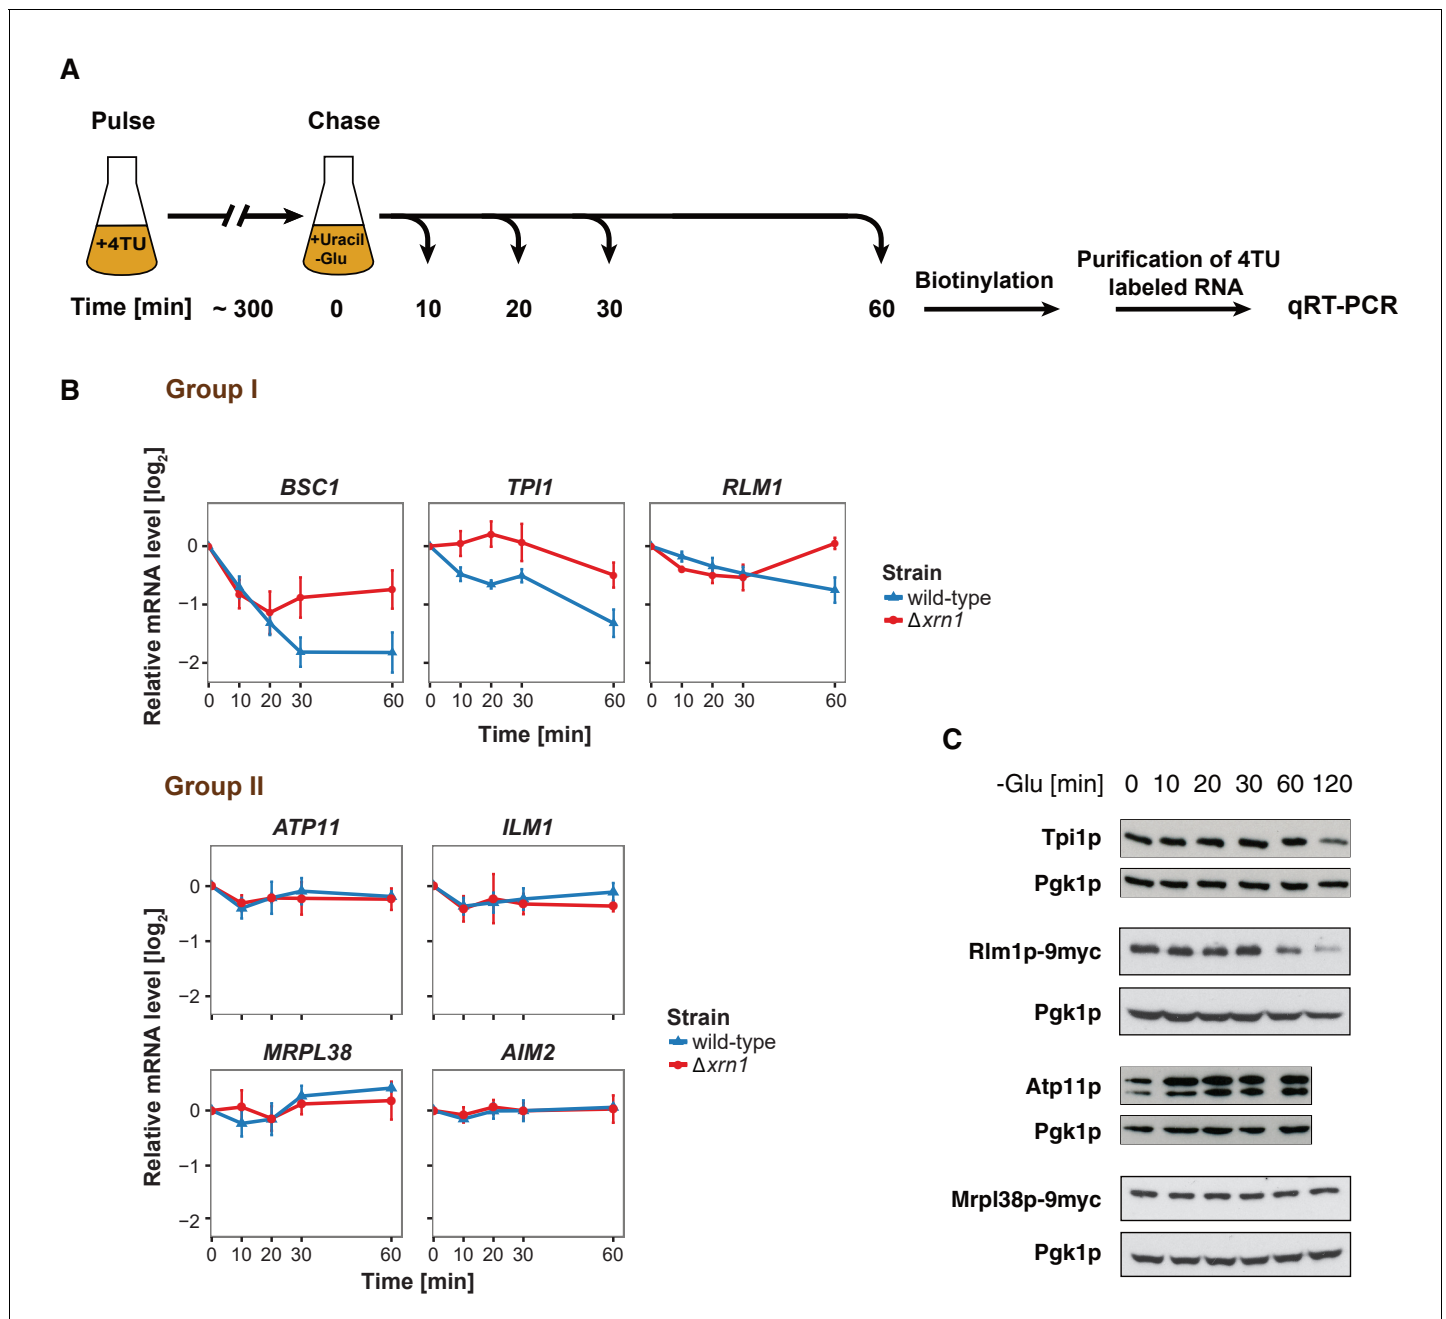 A
Pulse
Chase
+4TU
+Uracil
-Glu
Time [min] ~ 300 0 10 20 30 60
Biotinylation
Purification of 4TU
labeled RNA
qRT-PCR
B
Group I
Relative mRNA level [log2]
BSC1 TPI1 RLM1
0
−1
−2
0 10 20 30 60 0 10 20 30 60 0 10 20 30 60
Time [min]
Strain
wild-type
Δxrn1
Group II
Relative mRNA level [log2]
ATP11 ILM1
0
−1
−2
MRPL38 AIM2
0
−1
−2
0 10 20 30 60 0 10 20 30 60
Time [min]
Strain
wild-type
Δxrn1
C
-Glu [min] 0 10 20 30 60 120
Tpi1p
Pgk1p
Rlm1p-9myc
Pgk1p
Atp11p
Pgk1p
Mrpl38p-9myc
Pgk1p